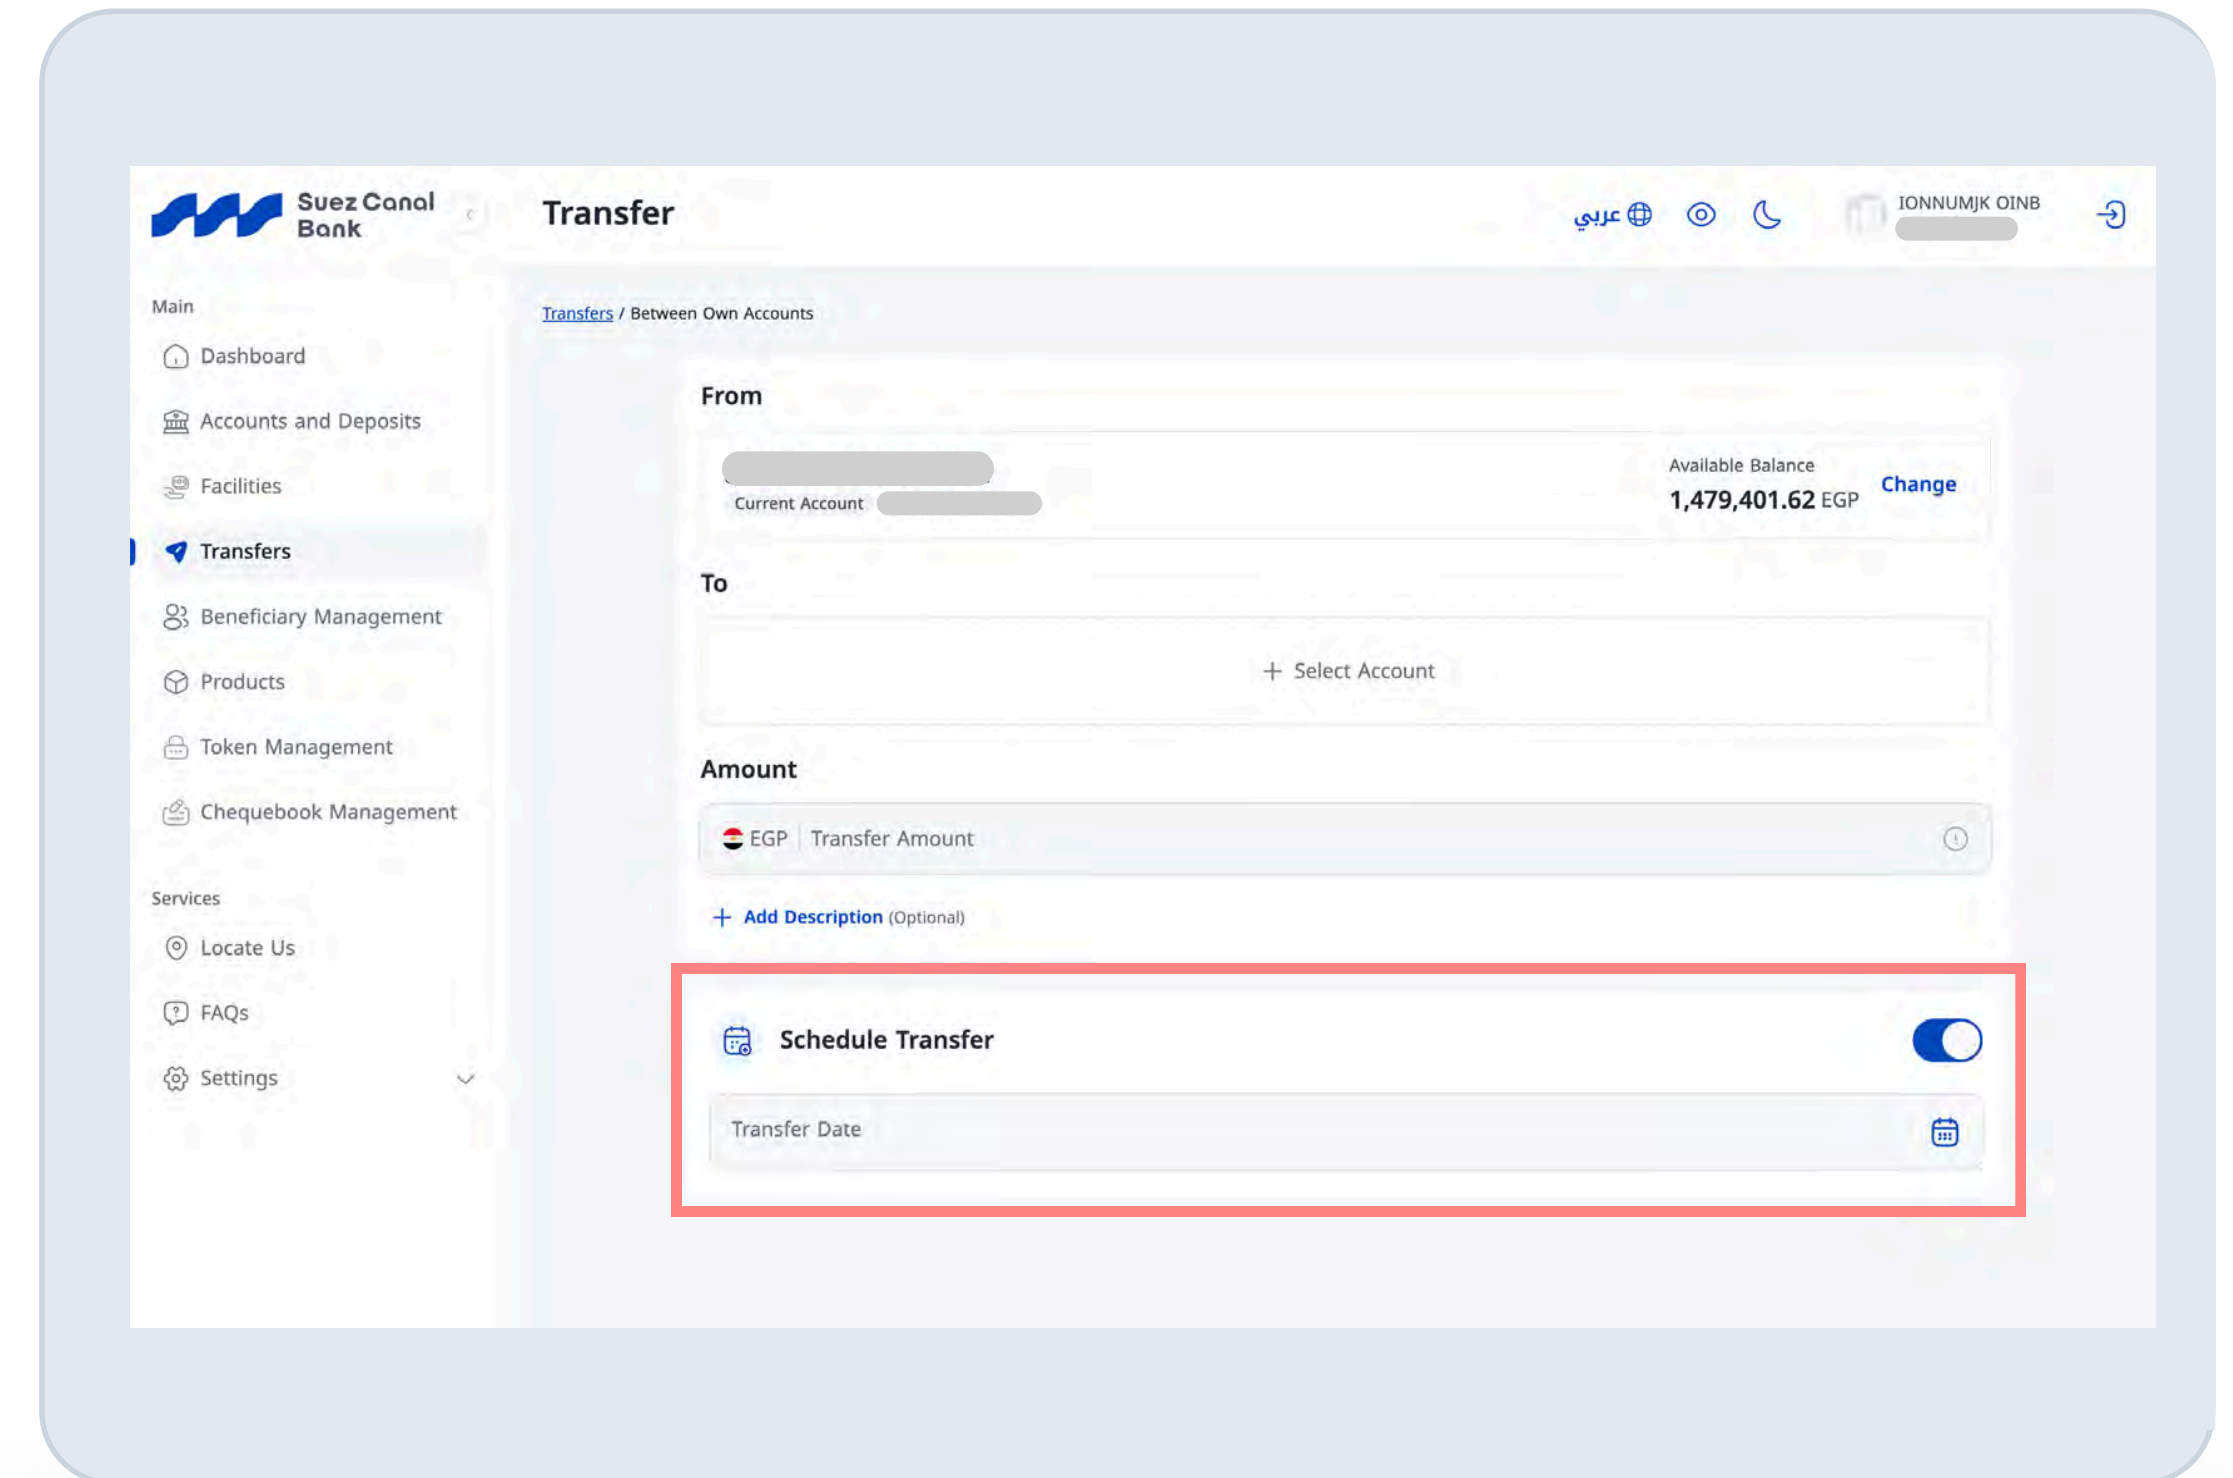 Suez Canal
Bank
Transfer
عربي
IONNUMJK OINB
Main
Dashboard
Accounts and Deposits
Facilities
Transfers
Beneficiary Management
Products
Token Management
Chequebook Management
Services
Locate Us
FAQs
Settings
Transfers / Between Own Accounts
From
Current Account
Available Balance
1,479,401.62 EGP
Change
To
+ Select Account
Amount
EGP Transfer Amount
+ Add Description (Optional)
Schedule Transfer
Transfer Date